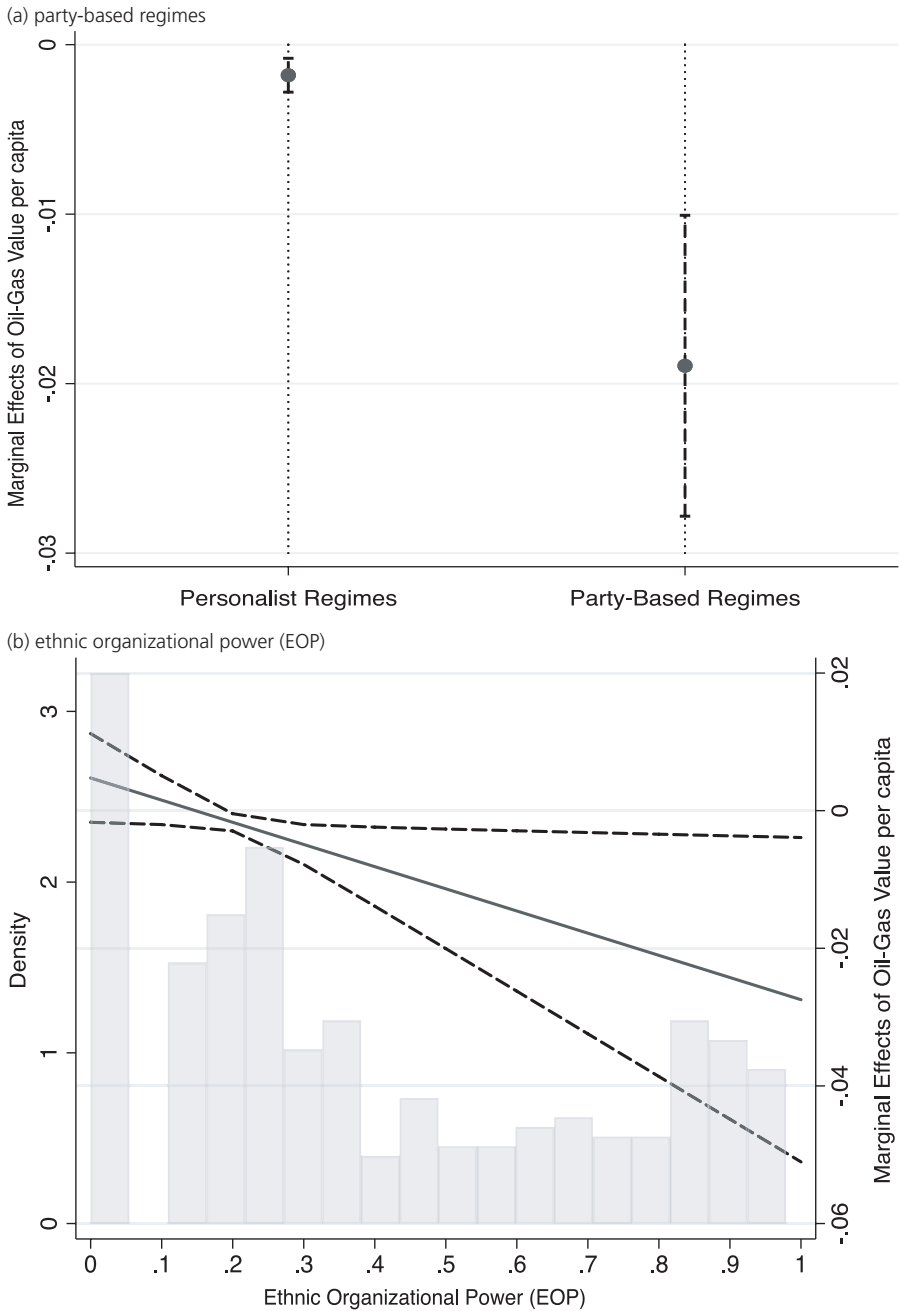 (a) party-based regimes
Marginal Effects of Oil-Gas Value per capita
0
-.01
-.02
-.03
Personalist Regimes
Party-Based Regimes
(b) ethnic organizational power (EOP)
Density
3
2
1
0
.02
0
-.02
-.04
-.06
Marginal Effects of Oil-Gas Value per capita
0 .1 .2 .3 .4 .5 .6 .7 .8 .9 1
Ethnic Organizational Power (EOP)